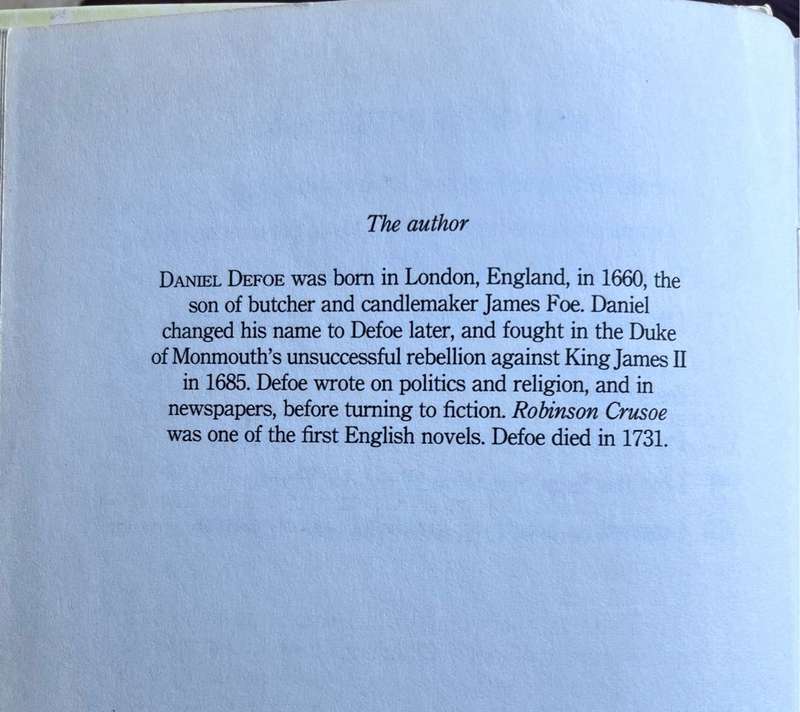 The author
DANIEL DEFOE was born in London, England, in 1660, the
son of butcher and candlemaker James Foe. Daniel
changed his name to Defoe later, and fought in the Duke
of Monmouth's unsuccessful rebellion against King James II
in 1685. Defoe wrote on politics and religion, and in
newspapers, before turning to fiction. Robinson Crusoe
was one of the first English novels. Defoe died in 1731.